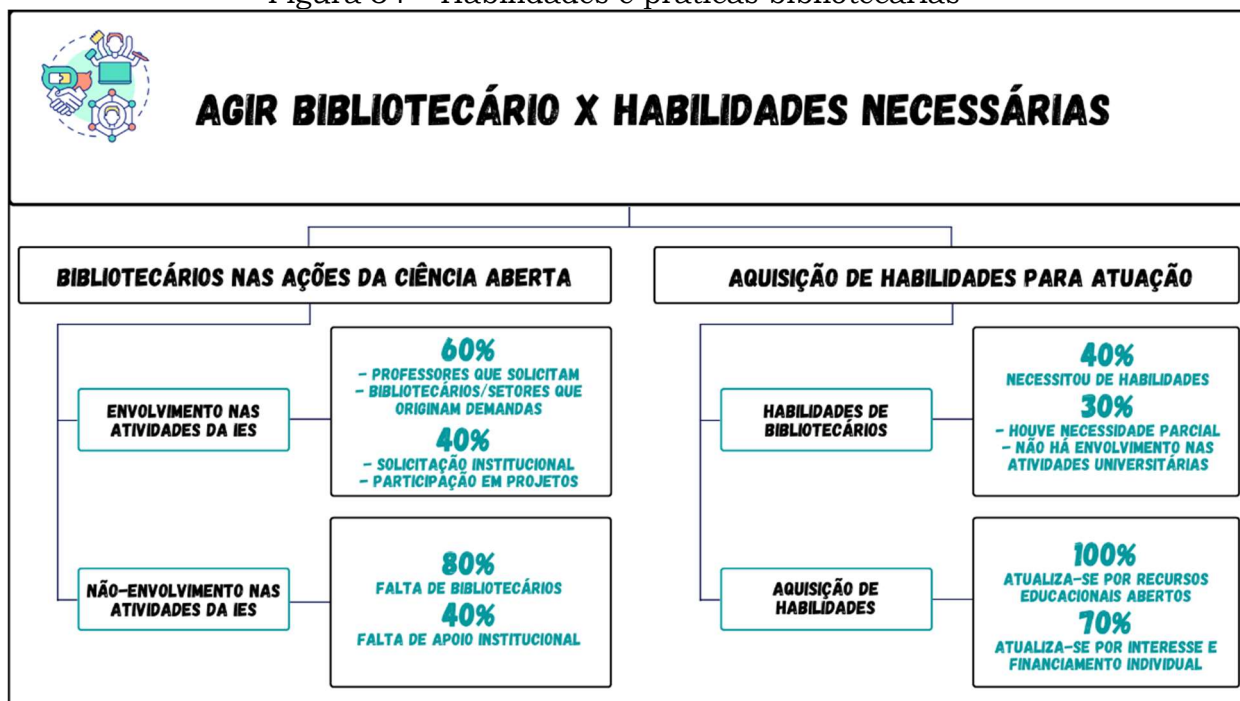 Figura 34 – Habilidades e práticas bibliotecárias
AGIR BIBLIOTECÁRIO X HABILIDADES NECESSÁRIAS
BIBLIOTECÁRIOS NAS AÇÕES DA CIÊNCIA ABERTA
ENVOLVIMENTO NAS
ATIVIDADES DA IES
60%
– PROFESSORES QUE SOLICITAM
– BIBLIOTECÁRIOS/SETORES QUE
ORIGINAM DEMANDAS
40%
– SOLICITAÇÃO INSTITUCIONAL
– PARTICIPAÇÃO EM PROJETOS
NÃO-ENVOLVIMENTO NAS
ATIVIDADES DA IES
80%
FALTA DE BIBLIOTECÁRIOS
40%
FALTA DE APOIO INSTITUCIONAL
AQUISIÇÃO DE HABILIDADES PARA ATUAÇÃO
HABILIDADES DE
BIBLIOTECÁRIOS
40%
NECESSITOU DE HABILIDADES
30%
– HOUVE NECESSIDADE PARCIAL
– NÃO HÁ ENVOLVIMENTO NAS
ATIVIDADES UNIVERSITÁRIAS
AQUISIÇÃO DE
HABILIDADES
100%
ATUALIZA-SE POR RECURSOS
EDUCACIONAIS ABERTOS
70%
ATUALIZA-SE POR INTERESSE E
FINANCIAMENTO INDIVIDUAL